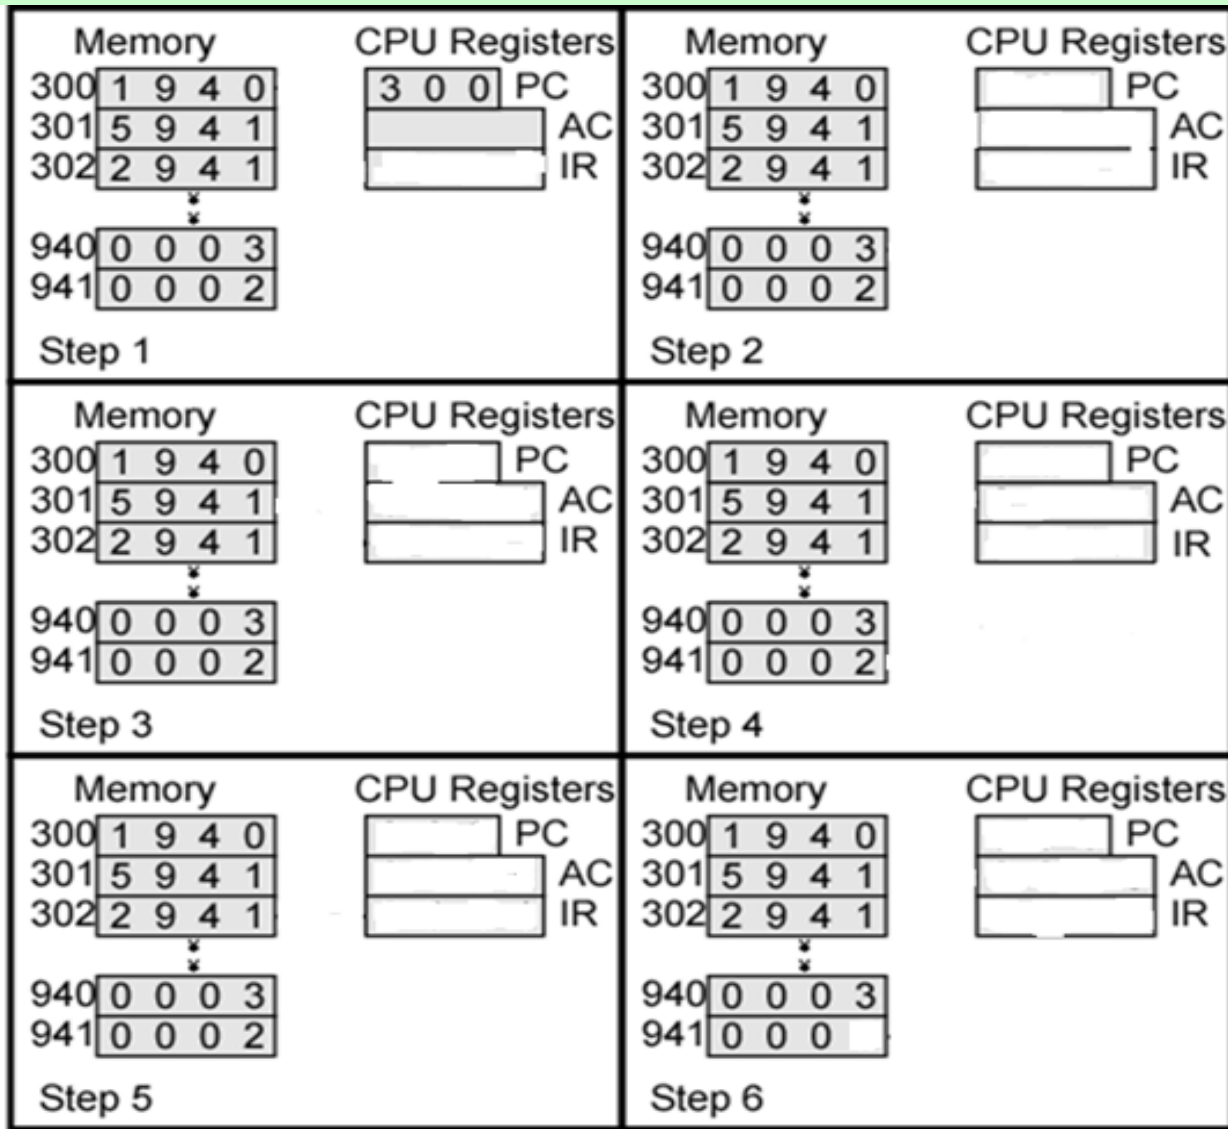 Memory CPU Registers
300 1 9 4 0 3 0 0 PC
301 5 9 4 1 AC
302 2 9 4 1 IR
940 0 0 0 3
941 0 0 0 2
Step 1
Memory CPU Registers
300 1 9 4 0 PC
301 5 9 4 1 AC
302 2 9 4 1 IR
940 0 0 0 3
941 0 0 0 2
Step 2
Memory CPU Registers
300 1 9 4 0 PC
301 5 9 4 1 AC
302 2 9 4 1 IR
940 0 0 0 3
941 0 0 0 2
Step 3
Memory CPU Registers
300 1 9 4 0 PC
301 5 9 4 1 AC
302 2 9 4 1 IR
940 0 0 0 3
941 0 0 0 2
Step 4
Memory CPU Registers
300 1 9 4 0 PC
301 5 9 4 1 AC
302 2 9 4 1 IR
940 0 0 0 3
941 0 0 0 2
Step 5
Memory CPU Registers
300 1 9 4 0 PC
301 5 9 4 1 AC
302 2 9 4 1 IR
940 0 0 0 3
941 0 0 0
Step 6